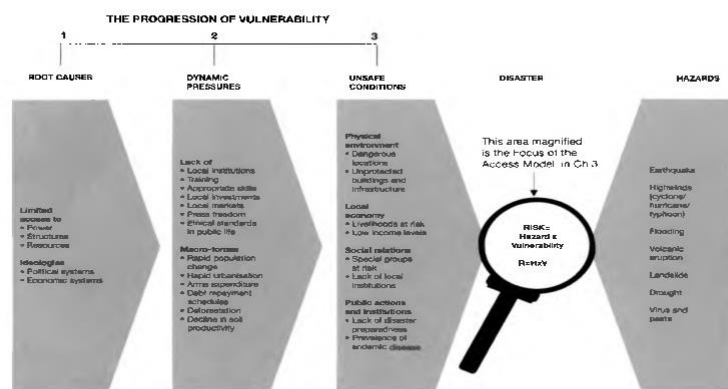 THE PROGRESSION OF VULNERABILITY
1
2
3
ROOT CAUSES
Limited
access to
• Power
• Structures
• Resources
Ideologies
• Political systems
• Economic systems
DYNAMIC
PRESSURES
Lack of
• Local institutions
• Training
• Appropriate skills
• Local investments
• Local markets
• Press freedom
• Ethical standards
in public life
Macro-forces
• Rapid population
change
• Rapid urbanisation
• Arms expenditure
• Debt repayment
schedules
• Deforestation
• Decline in soil
productivity
UNSAFE
CONDITIONS
Physical
environment
• Dangerous
locations
• Unprotected
buildings and
infrastructure
Local
economy
• Livelihoods at risk
• Low income levels
Social relations
• Special groups
at risk
• Lack of local
institutions
Public actions
and institutions
• Lack of disaster
preparedness
• Prevalence of
endemic disease
DISASTER
This area magnified
is the Focus of the
Access Model in Ch 3
RISK=
Hazard x
Vulnerability
R=HxV
HAZARDS
Earthquake
High winds
(cyclone/
hurricane/
typhoon)
Flooding
Volcanic
eruption
Landslide
Drought
Virus and
pests